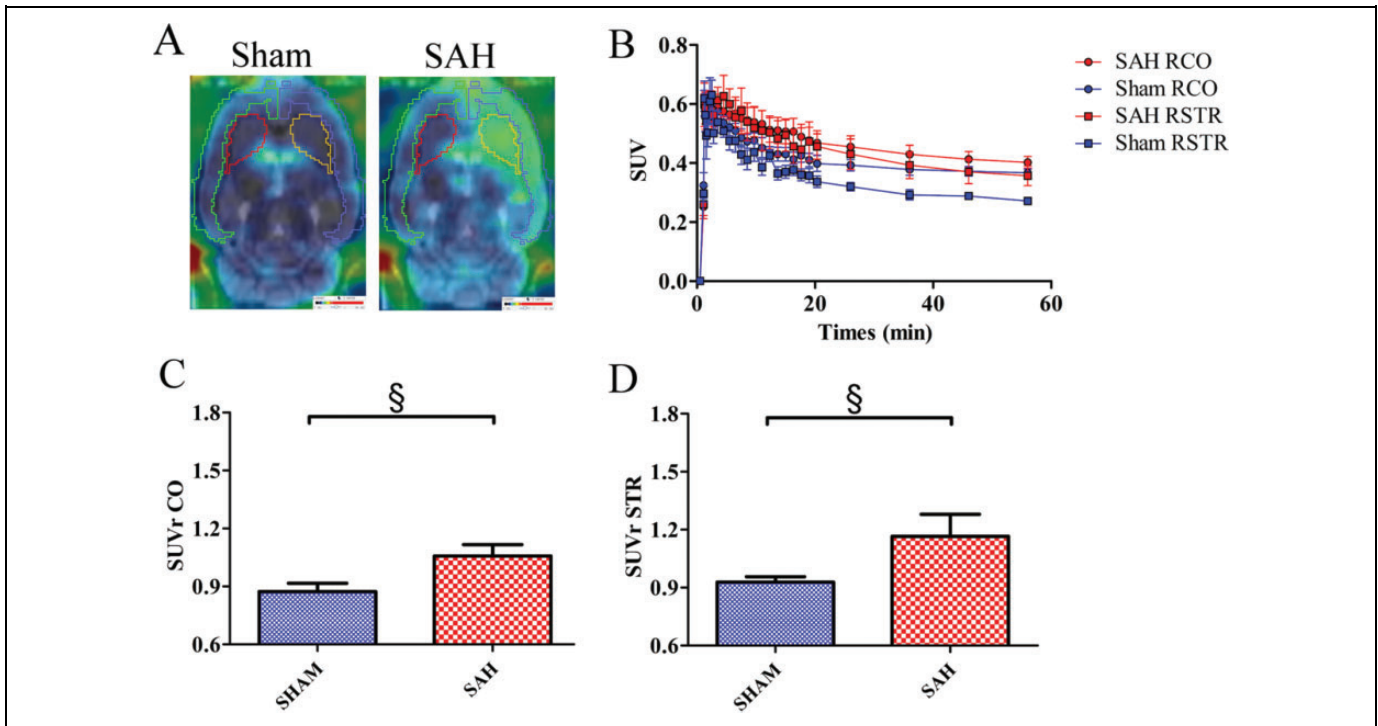 A
Sham
SAH
B
SUV
0.8
0.6
0.4
0.2
0.0
0
20
40
60
Times (min)
SAH RCO
Sham RCO
SAH RSTR
Sham RSTR
C
§
SUVr CO
1.8
1.5
1.2
0.9
0.6
SHAM
SAH
D
§
SUVr STR
1.8
1.5
1.2
0.9
0.6
SHAM
SAH